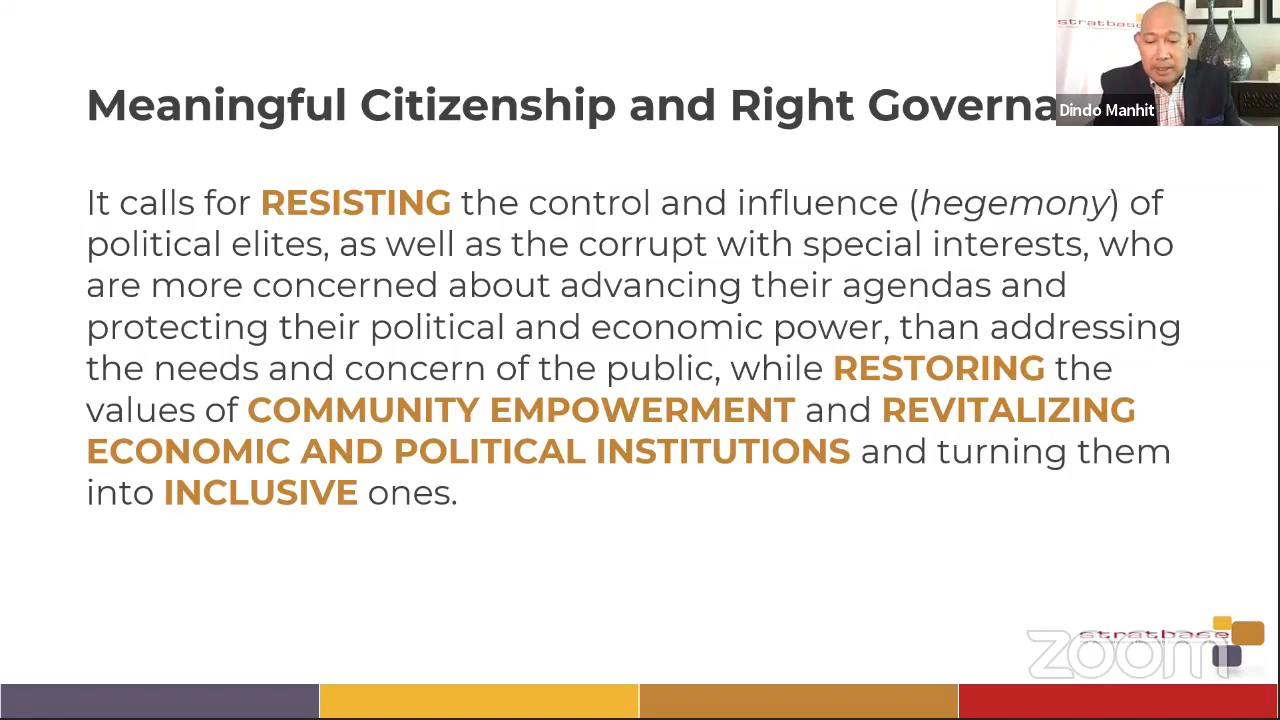 stratbase
Meaningful Citizenship and Right Governa
Dindo Manhit
It calls for RESISTING the control and influence (hegemony) of
political elites, as well as the corrupt with special interests, who
are more concerned about advancing their agendas and
protecting their political and economic power, than addressing
the needs and concern of the public, while RESTORING the
values of COMMUNITY EMPOWERMENT and REVITALIZING
ECONOMIC AND POLITICAL INSTITUTIONS and turning them
into INCLUSIVE ones.
stratbase
zoom